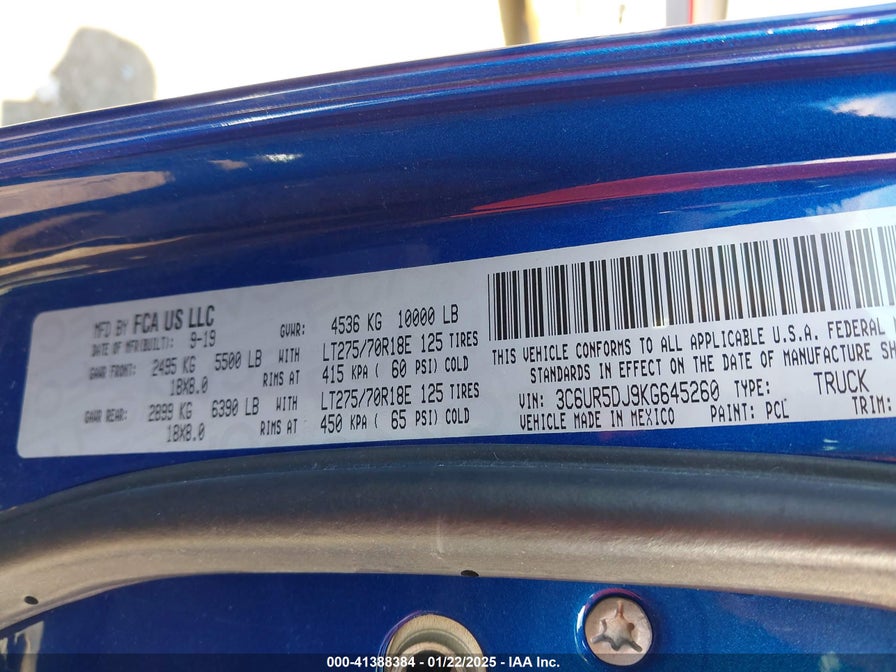 MFD BY FCA US LLC
DATE OF MFR(BUILT): 9-19
GVWR: 4536 KG 10000 LB
GAWR FRONT: 2495 KG 5500 LB WITH LT275/70R18E 125 TIRES
18X8.0 RIMS AT 415 KPA ( 60 PSI) COLD
GAWR REAR: 2899 KG 6390 LB WITH LT275/70R18E 125 TIRES
18X8.0 RIMS AT 450 KPA ( 65 PSI) COLD
THIS VEHICLE CONFORMS TO ALL APPLICABLE U.S.A. FEDERAL
STANDARDS IN EFFECT ON THE DATE OF MANUFACTURE SH
VIN: 3C6UR5DJ9KG645260 TYPE: TRUCK
VEHICLE MADE IN MEXICO PAINT: PCL TRIM:
000-41388384 - 01/22/2025 - IAA Inc.